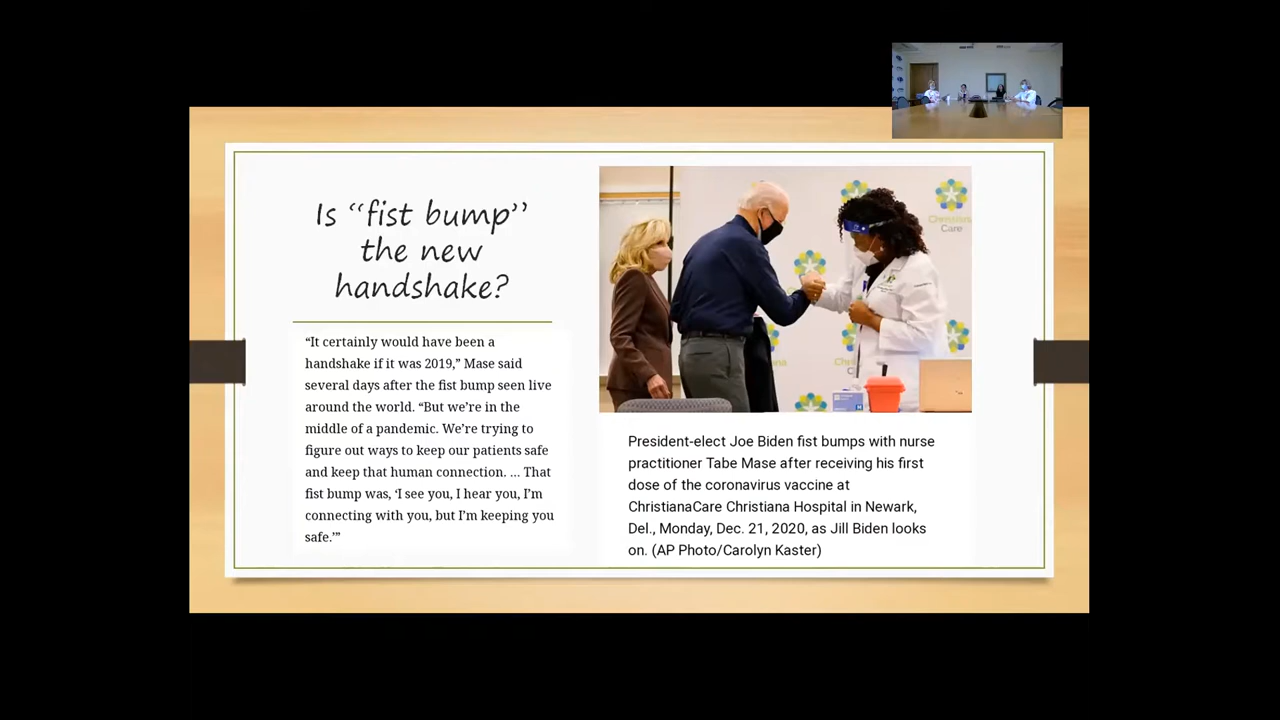 Is “fist bump”
the new
handshake?
“It certainly would have been a
handshake if it was 2019,” Mase said
several days after the fist bump seen live
around the world. “But we’re in the
middle of a pandemic. We’re trying to
figure out ways to keep our patients safe
and keep that human connection. … That
fist bump was, ‘I see you, I hear you, I’m
connecting with you, but I’m keeping you
safe.’”
Christiana
Care
President-elect Joe Biden fist bumps with nurse
practitioner Tabe Mase after receiving his first
dose of the coronavirus vaccine at
ChristianaCare Christiana Hospital in Newark,
Del., Monday, Dec. 21, 2020, as Jill Biden looks
on. (AP Photo/Carolyn Kaster)